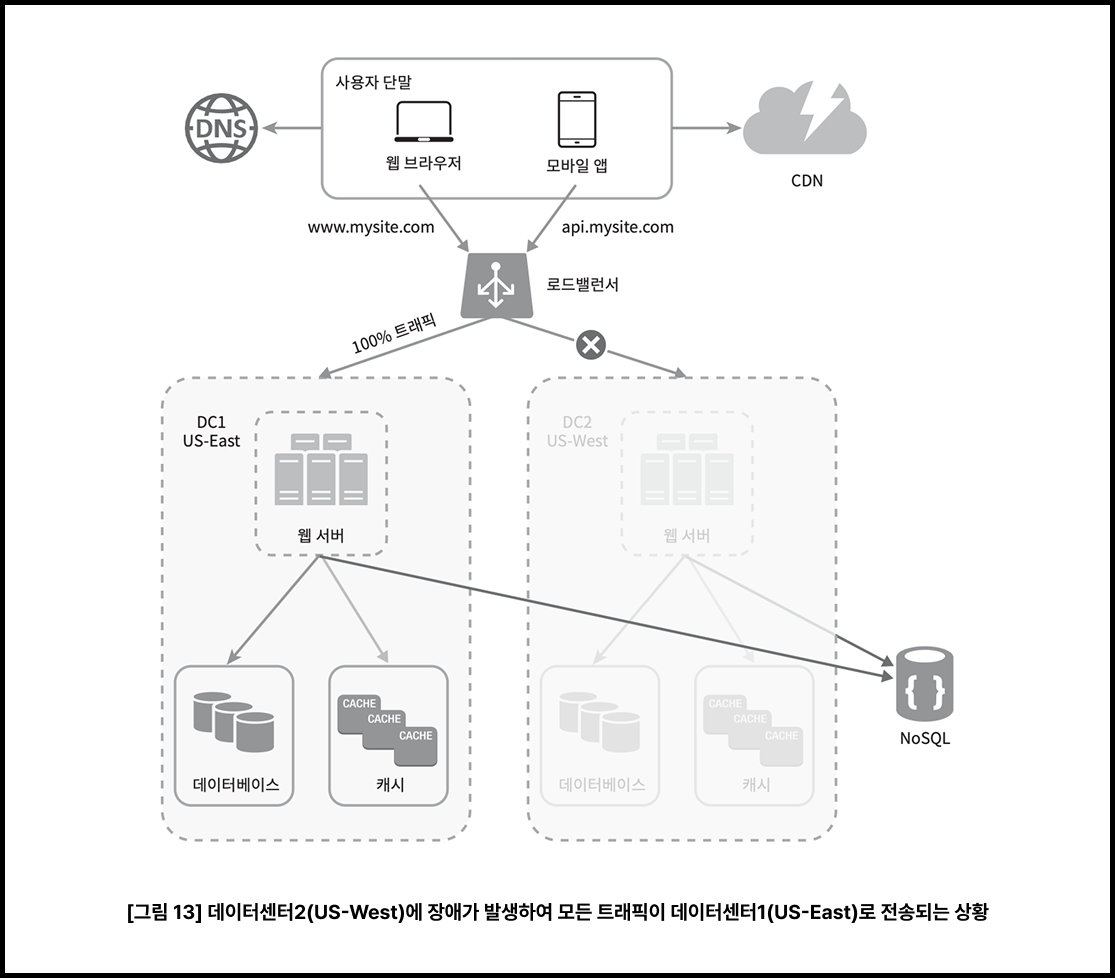 사용자 단말
DNS
웹 브라우저
모바일 앱
CDN
www.mysite.com
api.mysite.com
로드밸런서
100% 트래픽
DC1
US-East
웹 서버
DC2
US-West
웹 서버
CACHE
CACHE
CACHE
데이터베이스
캐시
CACHE
CACHE
CACHE
데이터베이스
캐시
{ }
NoSQL
[그림 13] 데이터센터2(US-West)에 장애가 발생하여 모든 트래픽이 데이터센터1(US-East)로 전송되는 상황